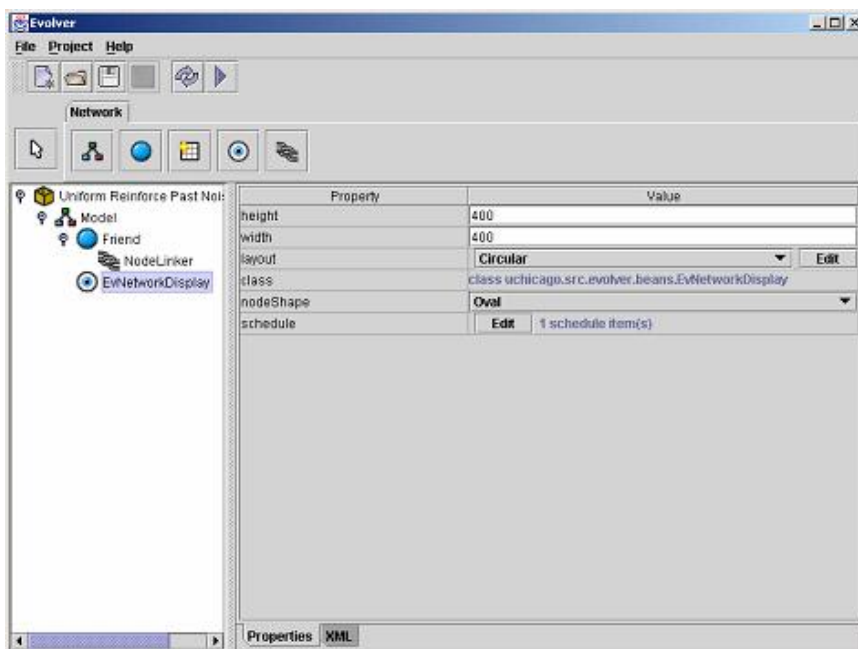 Evolver
File Project Help
Network
Uniform Reinforce Past Noi
Model
Friend
NodeLinker
EvNetworkDisplay
Property Value
height 400
width 400
layout Circular Edit
class class uchicago.src.evolver.beans.EvNetworkDisplay
nodeShape Oval
schedule Edit 1 schedule item(s)
Properties XML